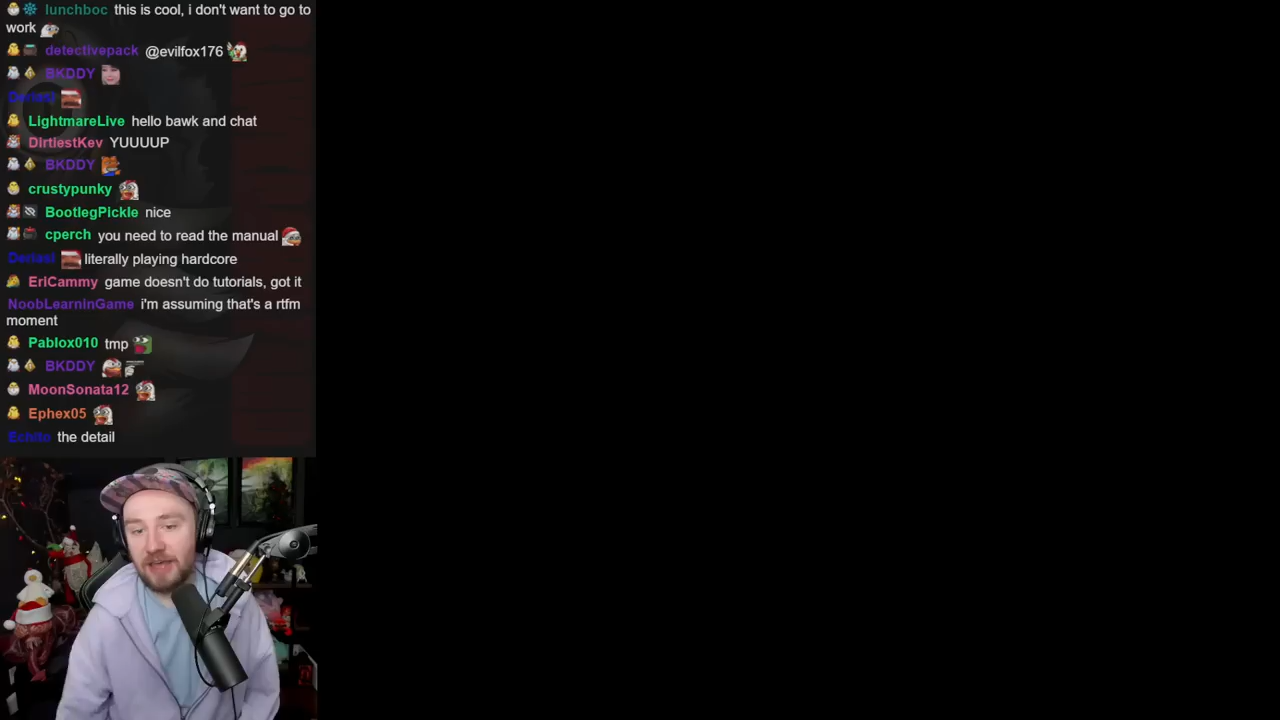 lunchboc this is cool, i don't want to go to
work
detectivepack @evilfox176
BKDDY
LightmareLive hello bawk and chat
DirtiestKev YUUUUP
BKDDY
crustypunky
BootlegPickle nice
cperch you need to read the manual
literally playing hardcore
EriCammy game doesn't do tutorials, got it
NoobLearnInGame i'm assuming that's a rtfm
moment
Pablox010 tmp
BKDDY
MoonSonata12
Ephex05
Echito the detail